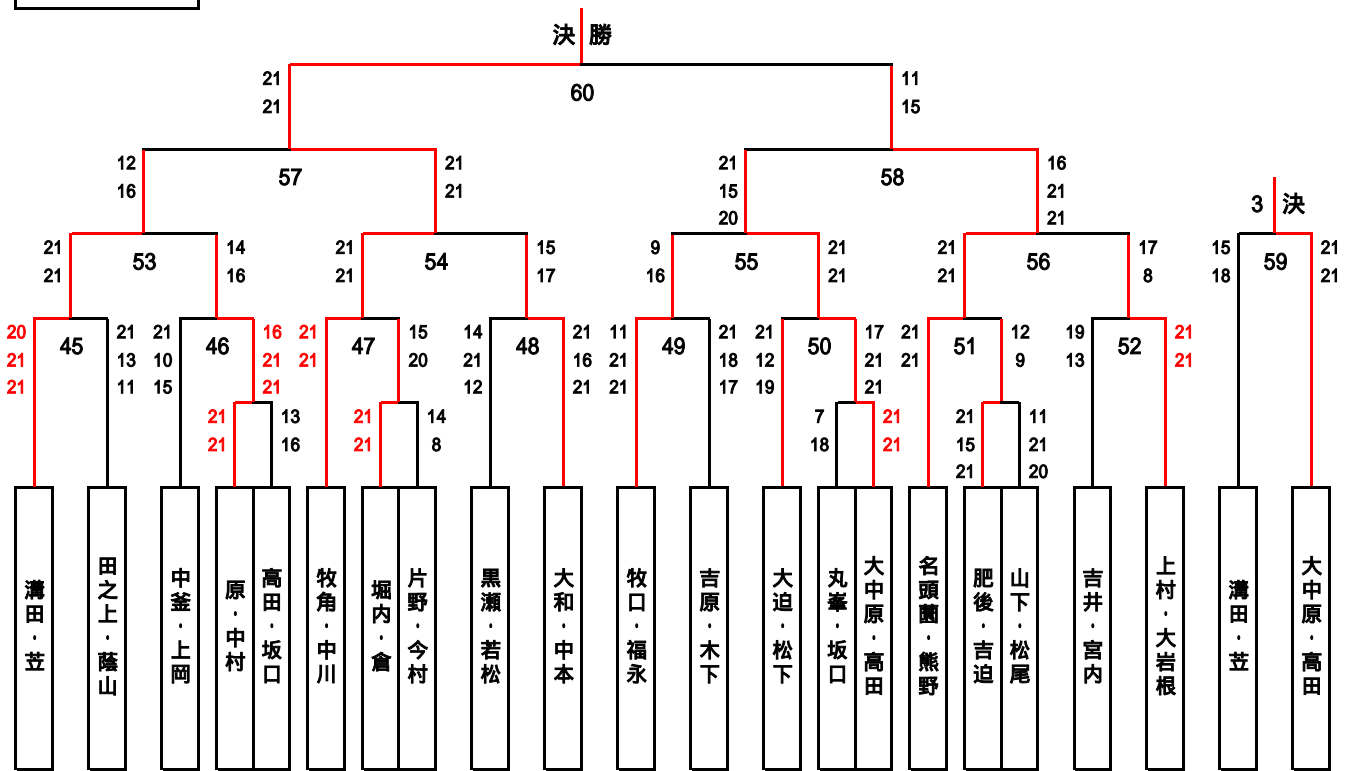 決 勝
21 11
21 60 15
12 21 21 16
16 57 21 15 58 21
20 21
3 決
21 14 21 15 9 21 21 17 15 21
21 53 16 21 54 17 16 55 21 21 56 8 18 59 21
20 21 21 16 21 15 14 21 11 21 21 17 21 12 19 21
21 45 13 10 46 21 21 47 20 21 48 16 21 49 18 12 50 21 21 51 9 13 52 21
21 11 15 21 12 21 21 17 19 21
21 13 21 14 7 21 21 11
21 16 21 8 18 21 15 21
21 20
溝田・笠
田之上・蔭山
中釜・上岡
原・中村
高田・坂口
牧角・中川
堀内・倉
片野・今村
黒瀬・若松
大和・中本
牧口・福永
吉原・木下
大迫・松下
丸峯・坂口
大中原・高田
名頭薗・熊野
肥後・吉迫
山下・松尾
吉井・宮内
上村・大岩根
溝田・笠
大中原・高田